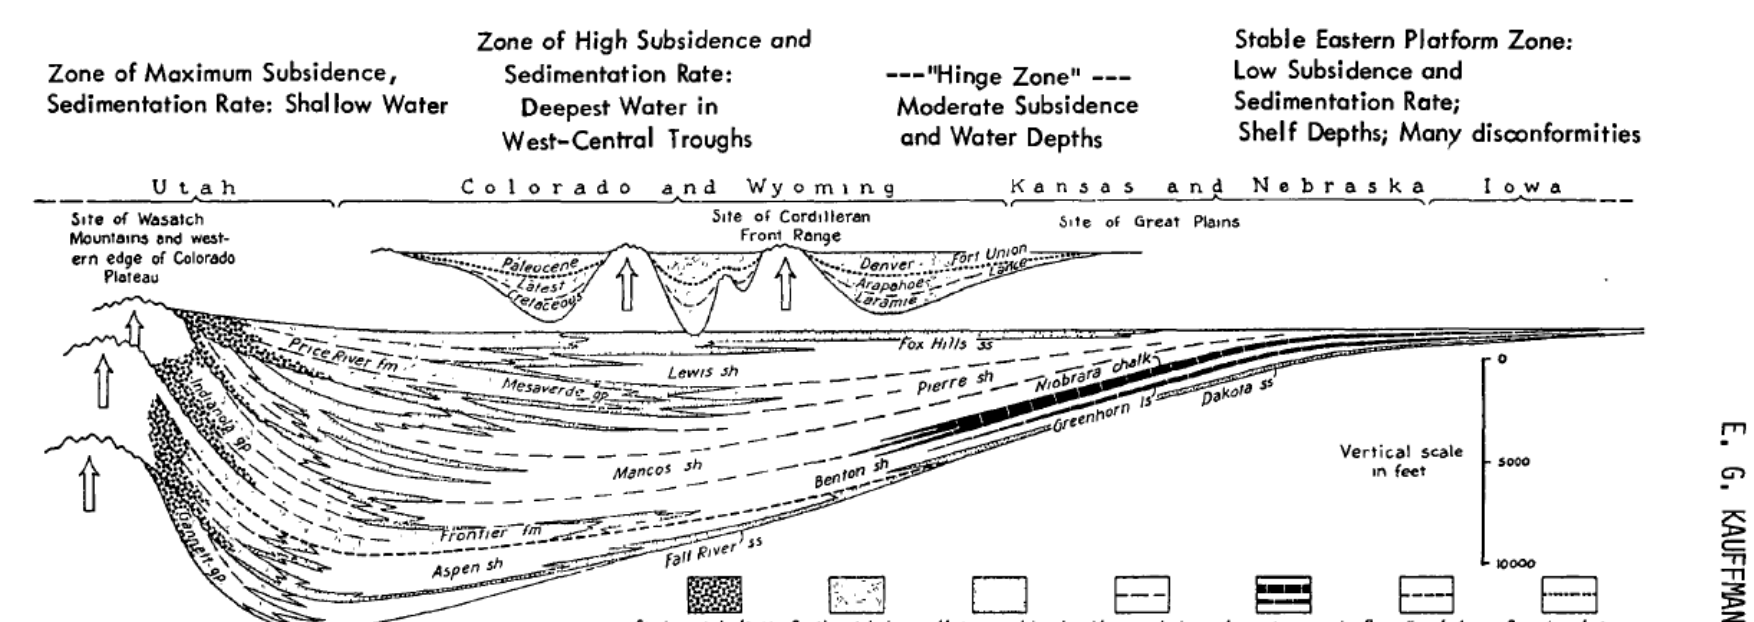 Zone of Maximum Subsidence,
Sedimentation Rate: Shallow Water
Zone of High Subsidence and
Sedimentation Rate:
Deepest Water in
West-Central Troughs
---"Hinge Zone" ---
Moderate Subsidence
and Water Depths
Stable Eastern Platform Zone:
Low Subsidence and
Sedimentation Rate;
Shelf Depths; Many disconformities
Utah
Colorado and Wyoming
Kansas and Nebraska
Iowa
Site of Wasatch
Mountains and west-
ern edge of Colorado
Plateau
Site of Cordilleran
Front Range
Site of Great Plains
Paleocene
Latest
Cretaceous
Denver
Fort Union
Lance
Arapahoe
Laramie
Price River fm
Fox Hills ss
Lewis sh
Mesaverde gp
Pierre sh
Niobrara chalk
Indianola gp
Greenhorn ls
Dakota ss
Mancos sh
Benton sh
Frontier fm
Fall River ss
Aspen sh
Gannett gp
Vertical scale
in feet
0
5000
10000
E. G. KAUFFMAN